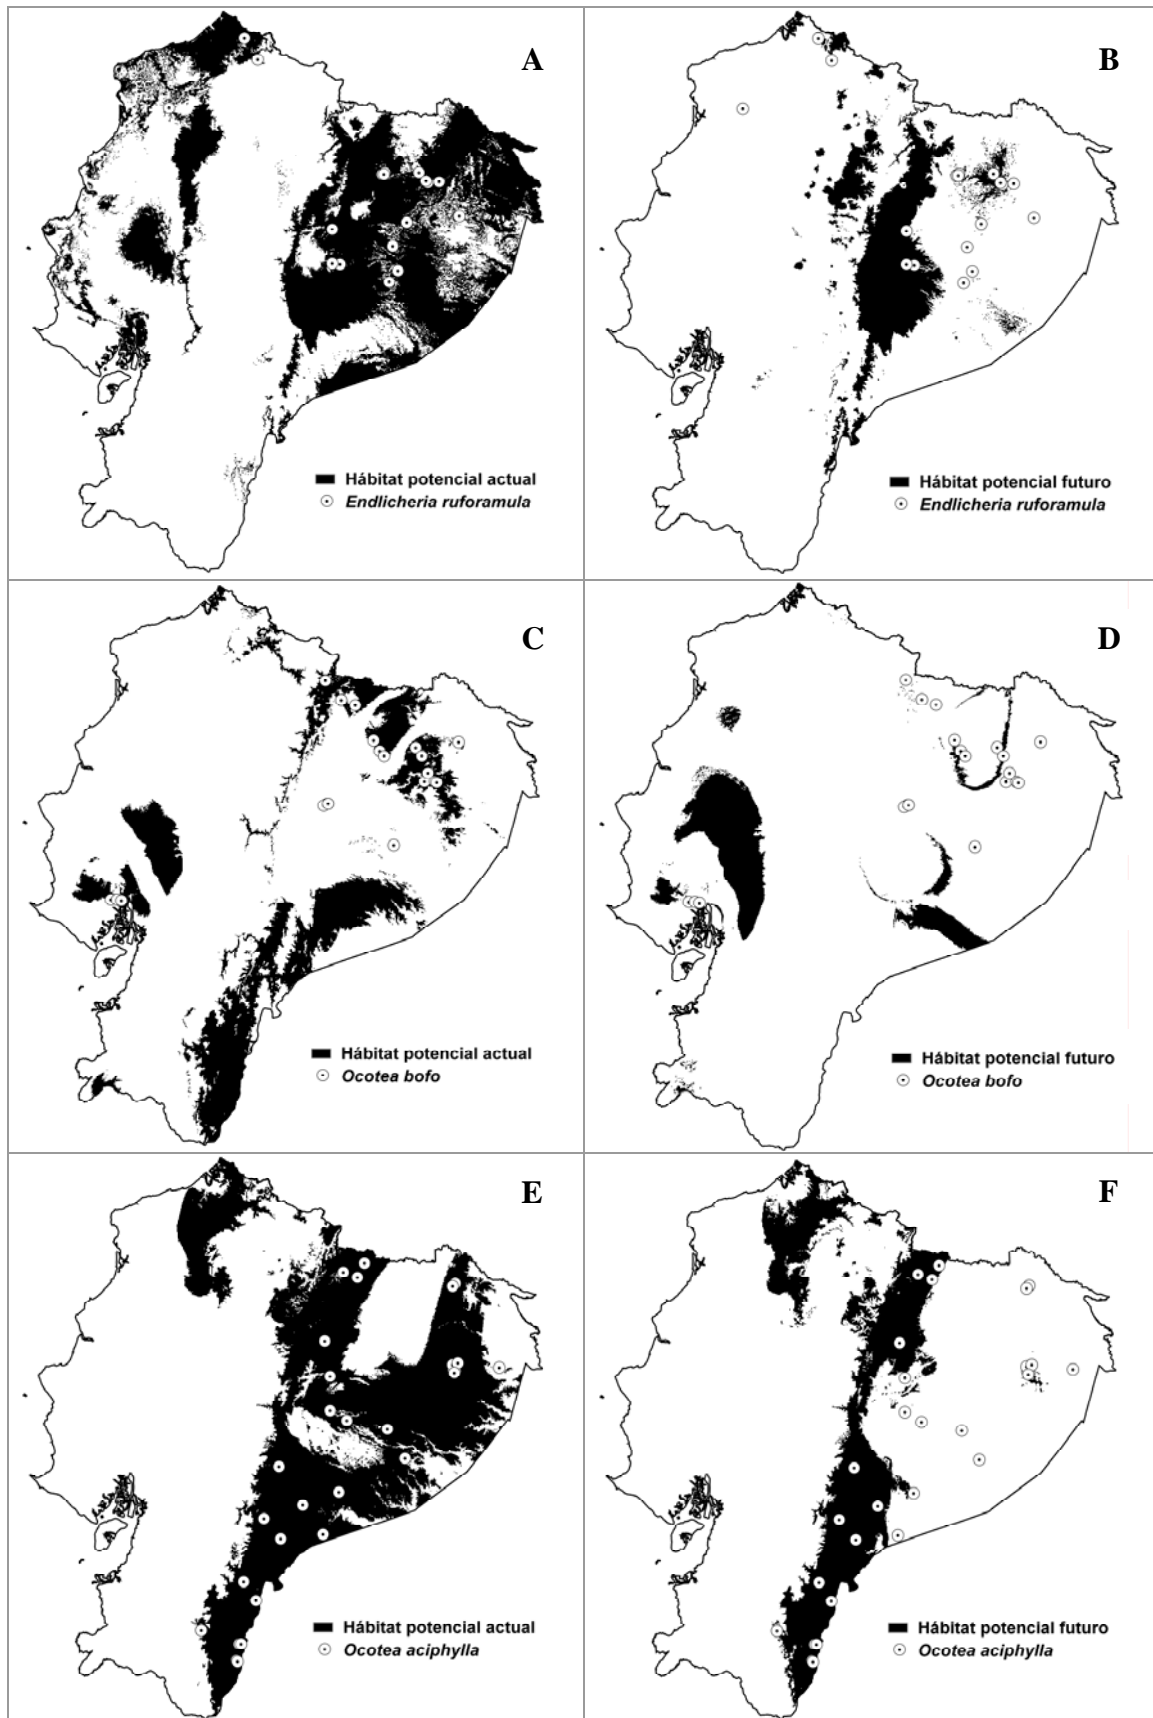 A
Hábitat potencial actual
Endlicheria ruforamula
B
Hábitat potencial futuro
Endlicheria ruforamula
C
Hábitat potencial actual
Ocotea bofo
D
Hábitat potencial futuro
Ocotea bofo
E
Hábitat potencial actual
Ocotea aciphylla
F
Hábitat potencial futuro
Ocotea aciphylla